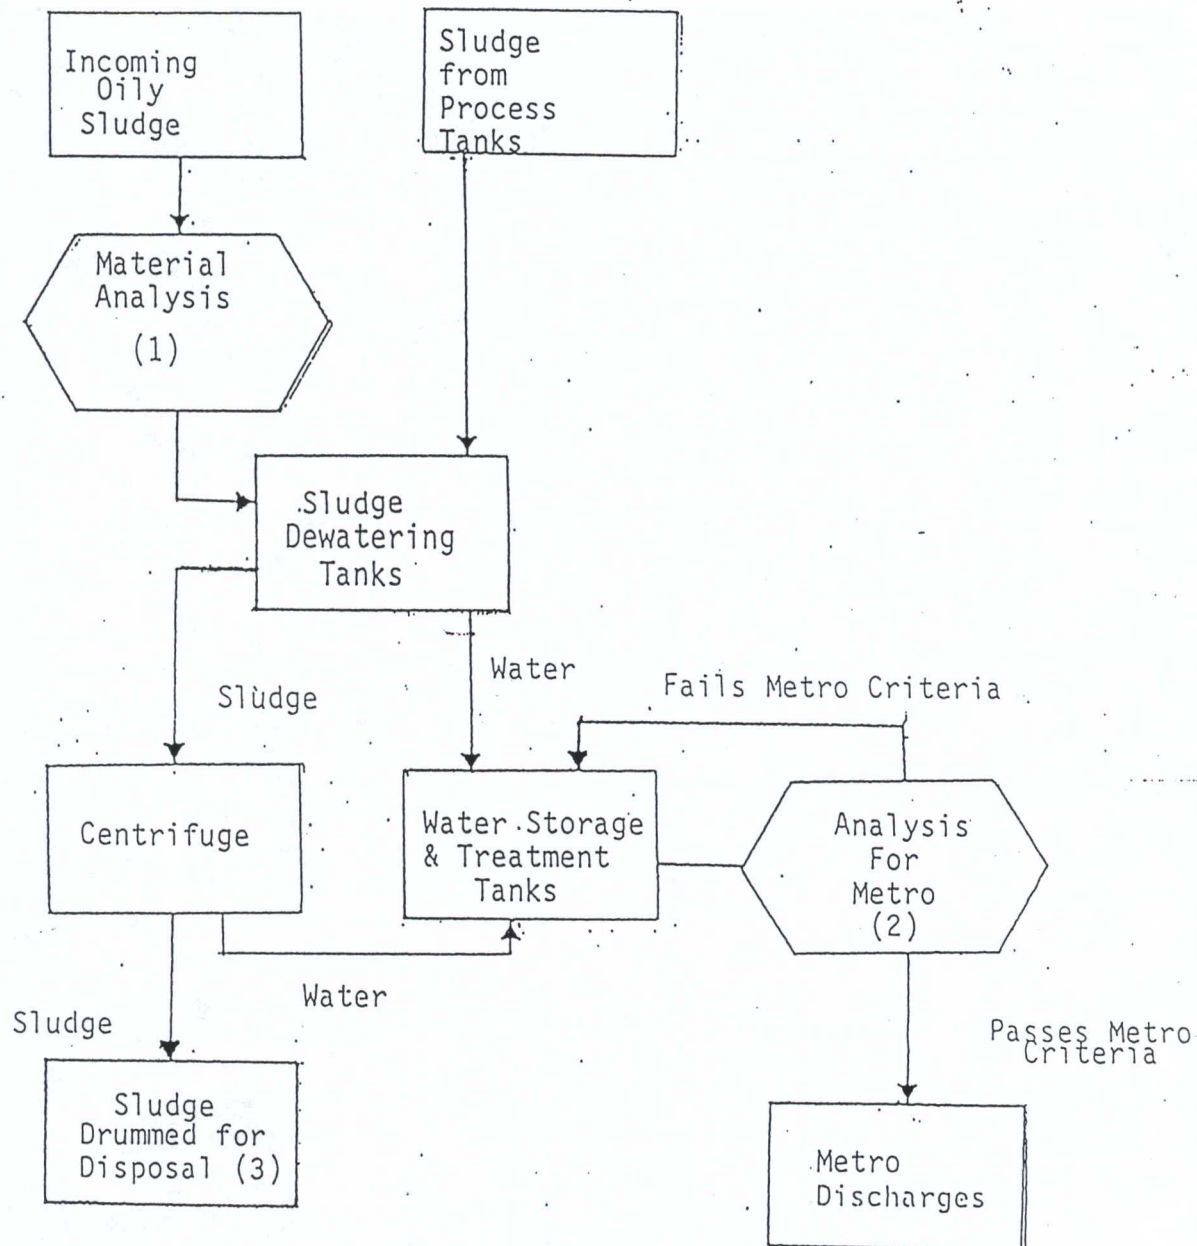 Incoming
Oily
Sludge
Sludge
from
Process
Tanks
Material
Analysis
(1)
Sludge
Dewatering
Tanks
Sludge
Water
Fails Metro Criteria
Centrifuge
Water Storage
& Treatment
Tanks
Analysis
For
Metro
(2)
Water
Sludge
Passes Metro
Criteria
Sludge
Drummed for
Disposal (3)
Metro
Discharges